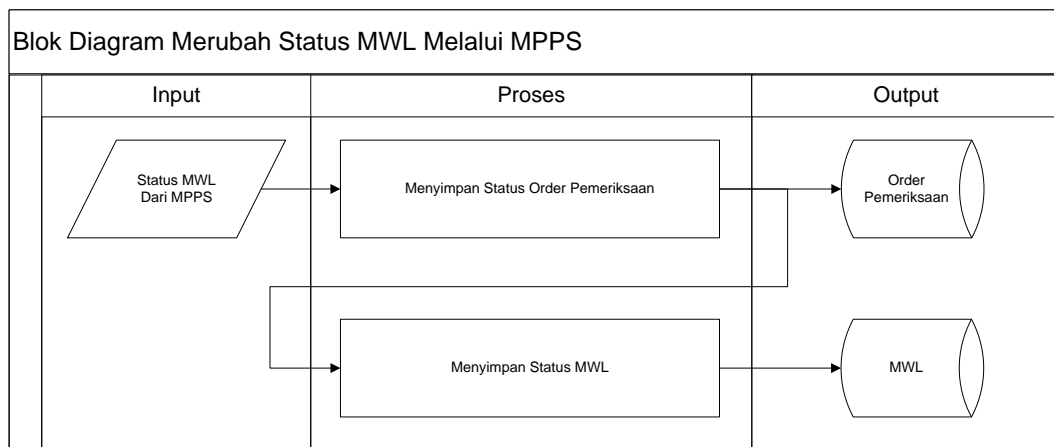 Blok Diagram Merubah Status MWL Melalui MPPS
Input
Proses
Output
Status MWL
Dari MPPS
Menyimpan Status Order Pemeriksaan
Order
Pemeriksaan
Menyimpan Status MWL
MWL